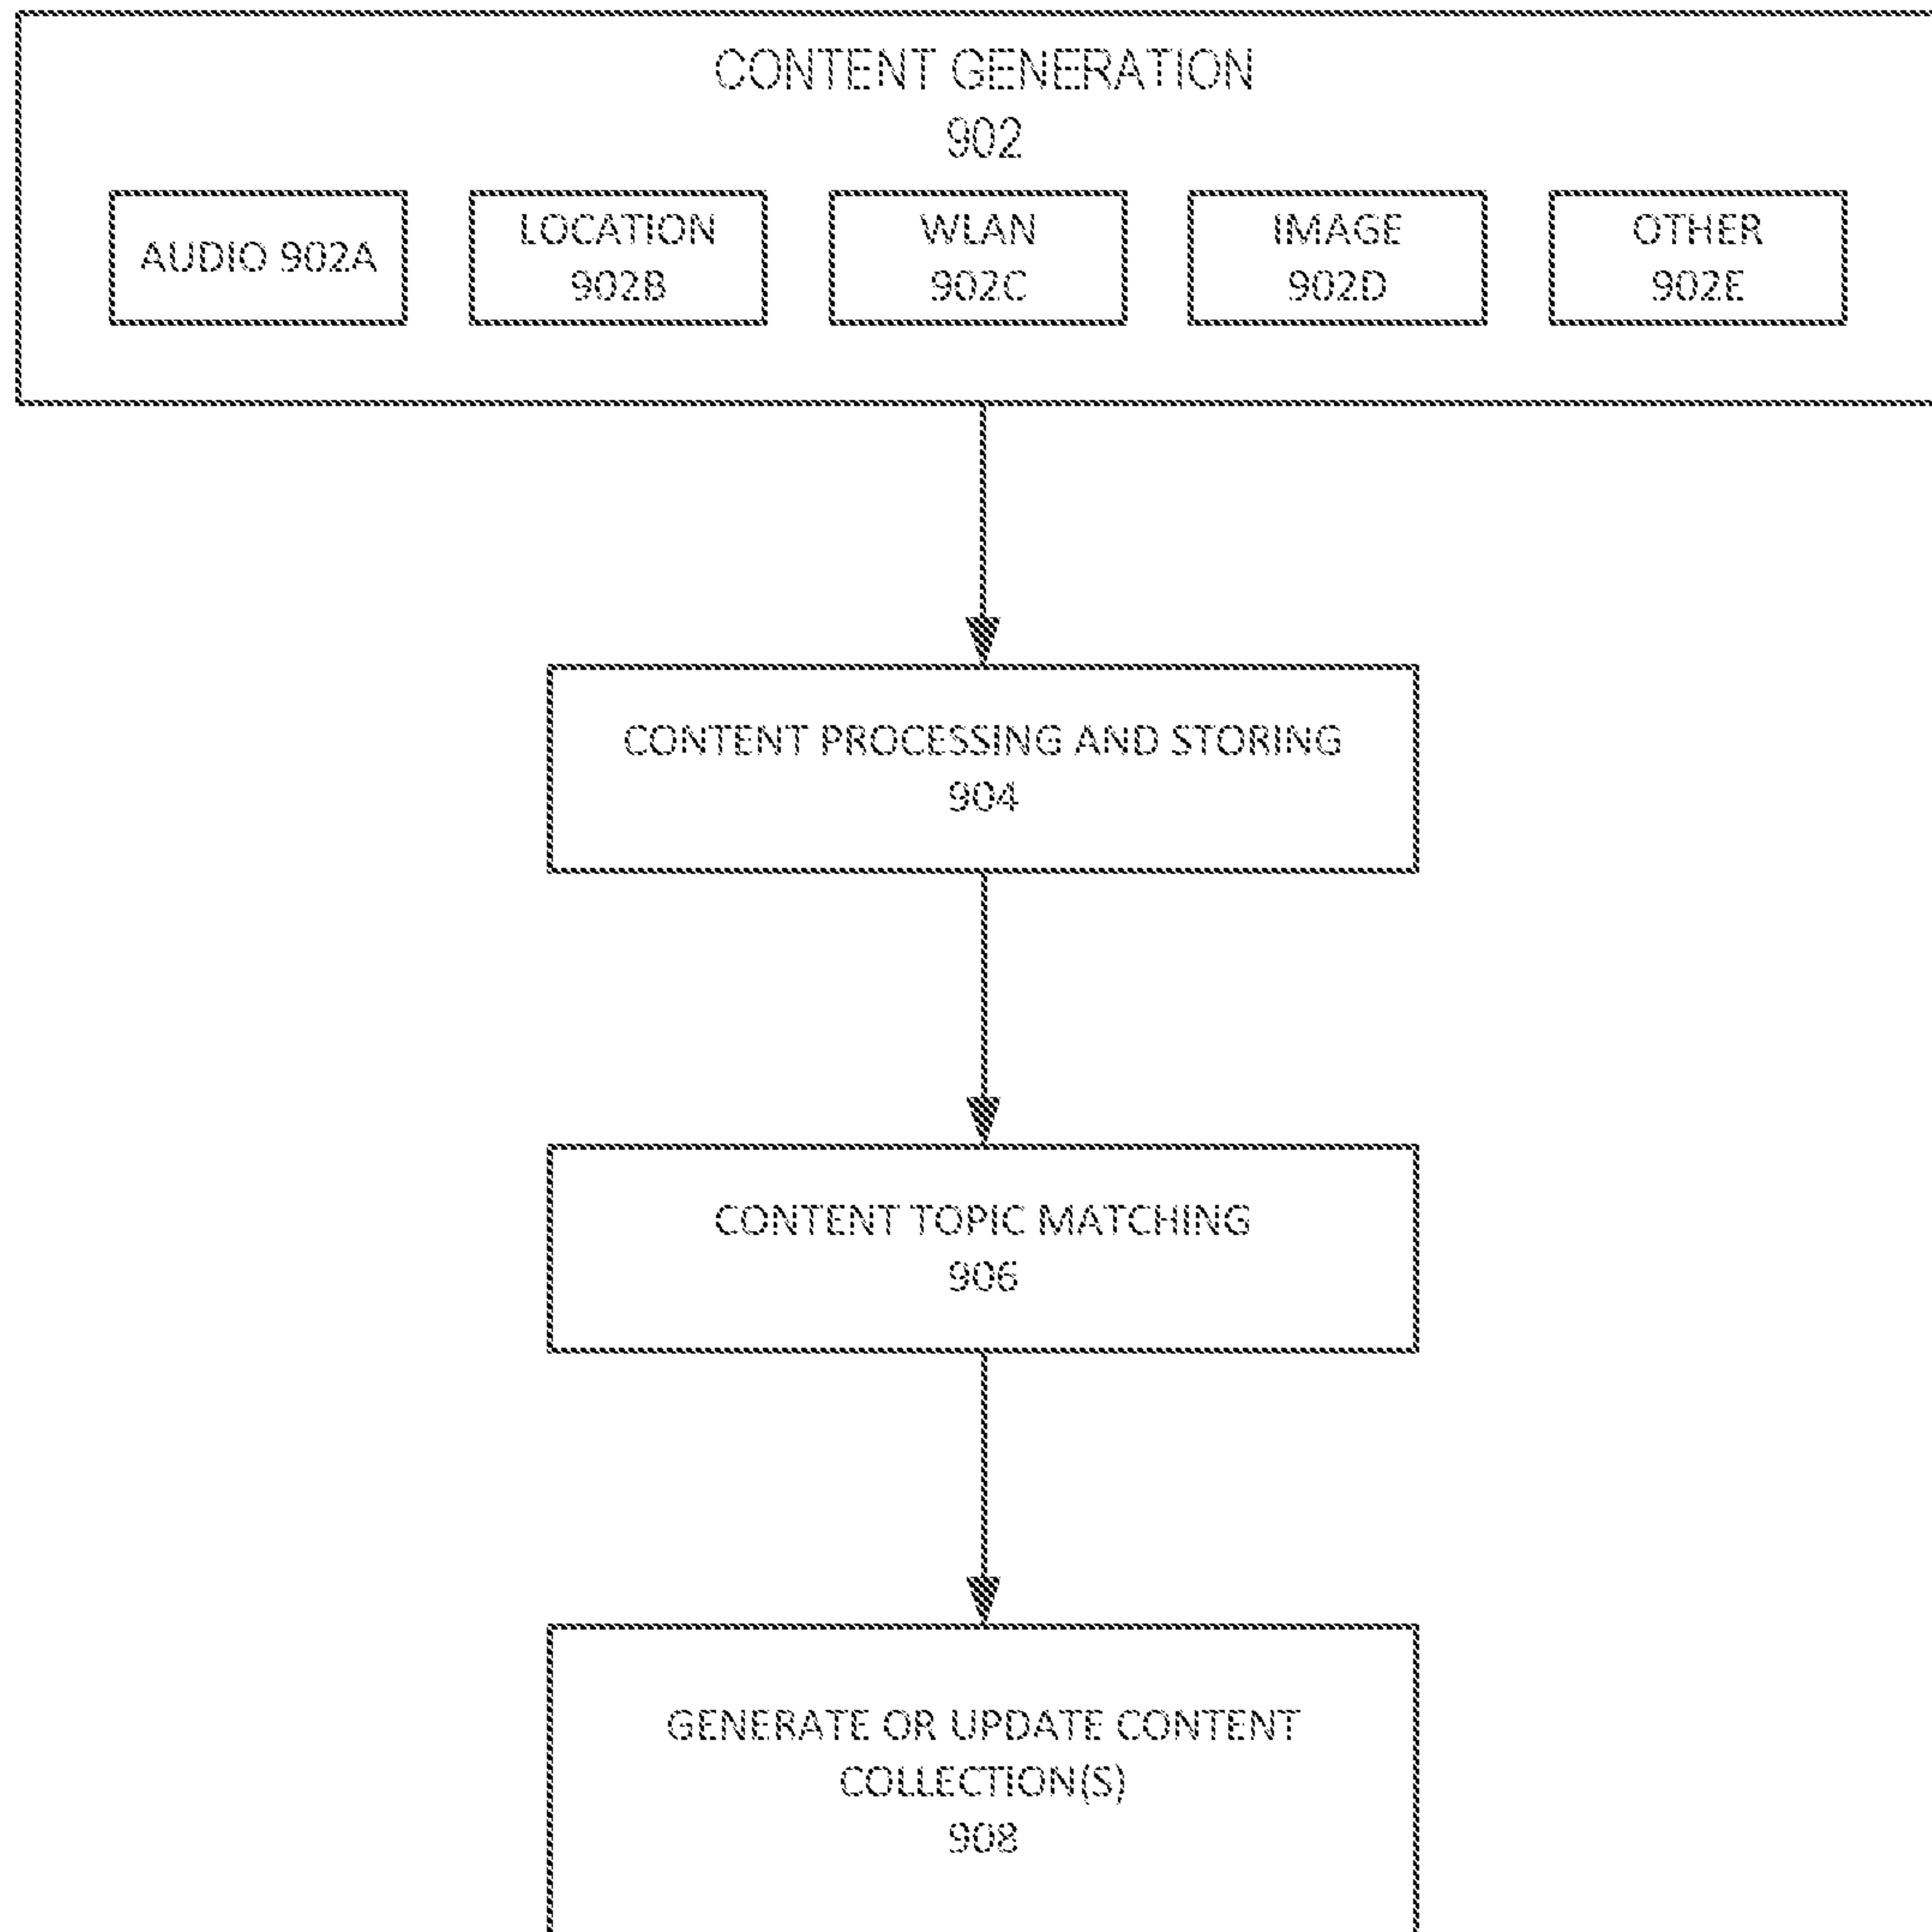 CONTENT GENERATION
902
AUDIO 902A
LOCATION
902B
WLAN
902C
IMAGE
902D
OTHER
902E
CONTENT PROCESSING AND STORING
904
CONTENT TOPIC MATCHING
906
GENERATE OR UPDATE CONTENT
COLLECTION(S)
908